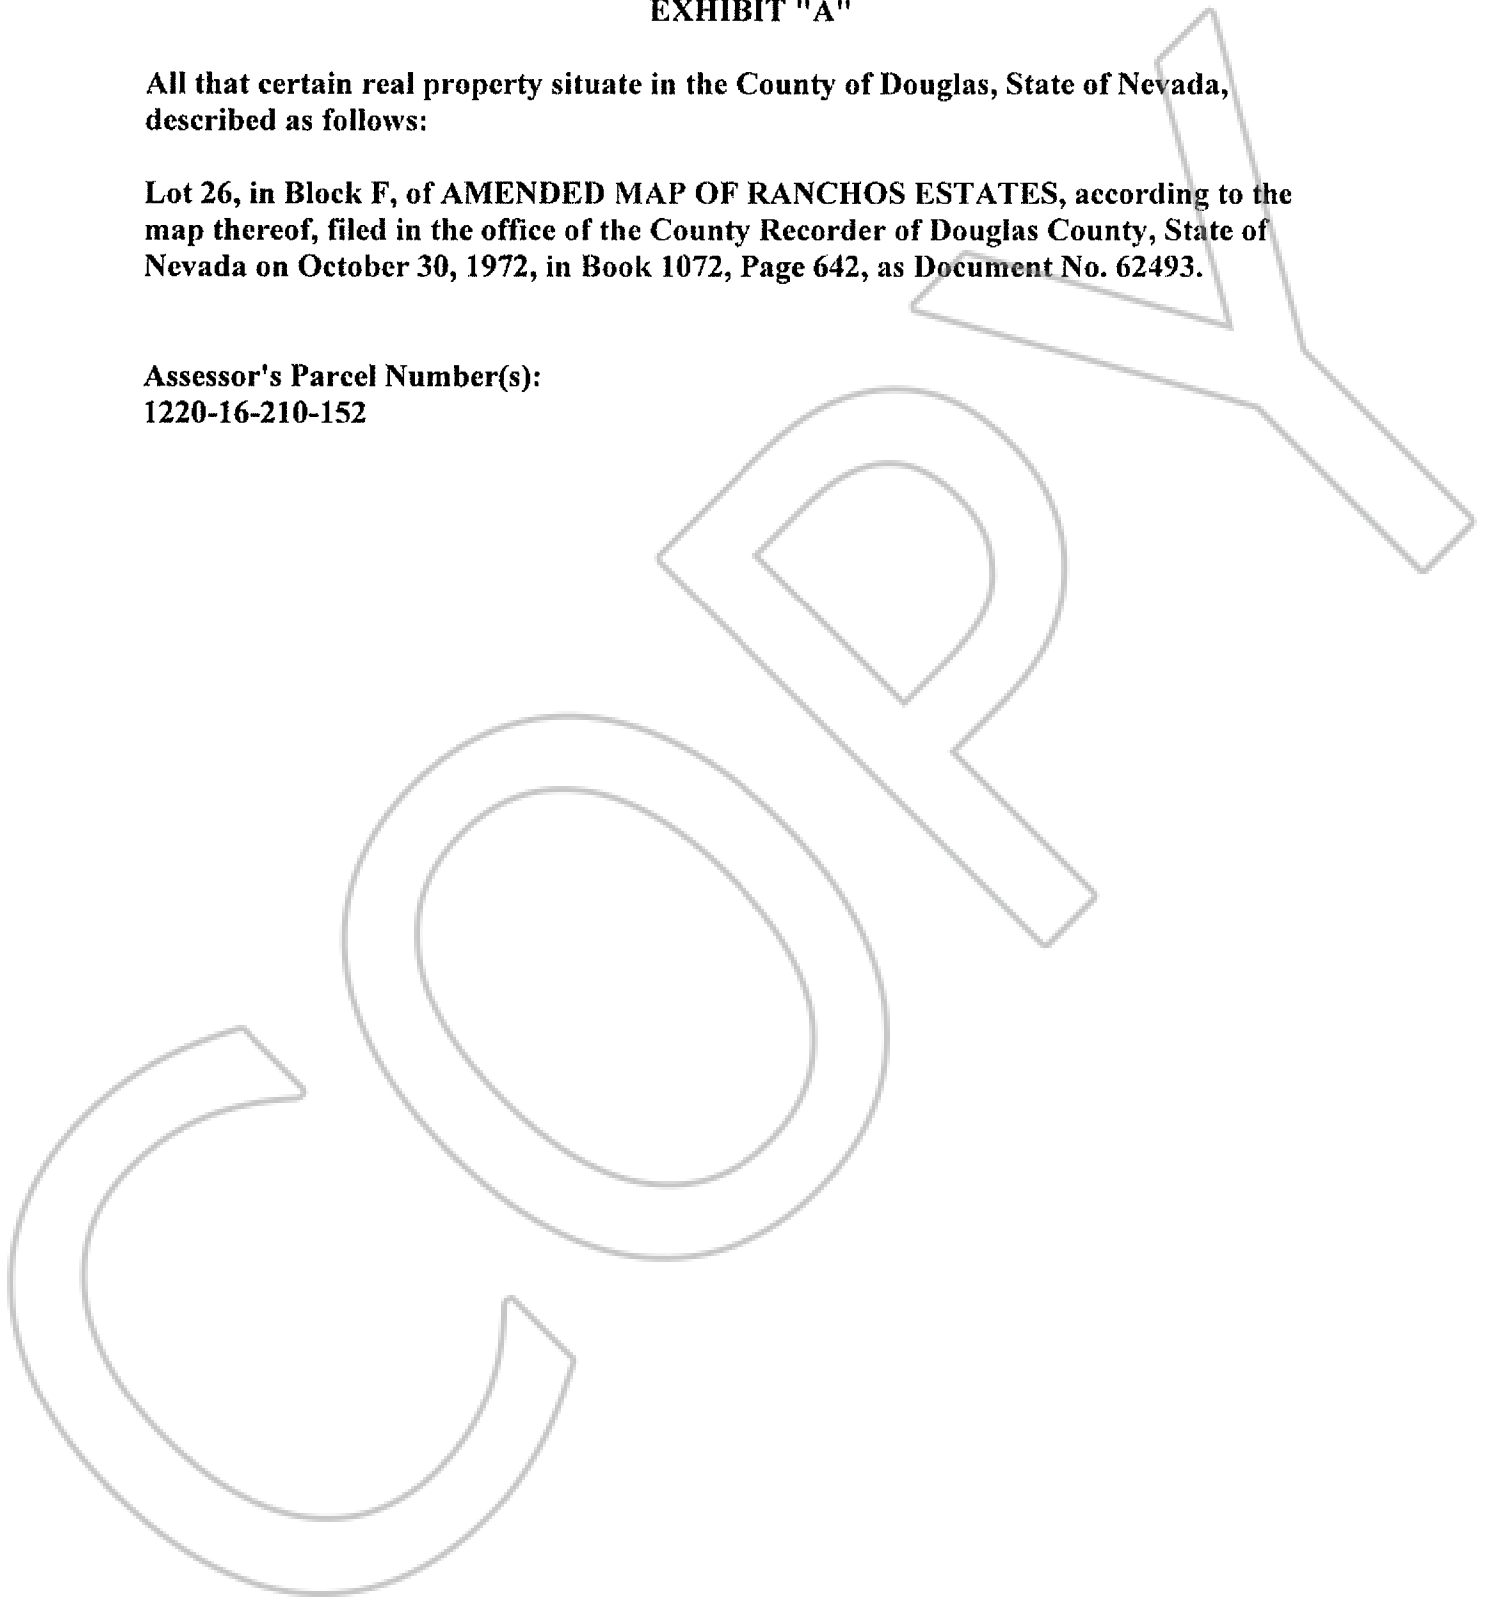 EXHIBIT "A"
All that certain real property situate in the County of Douglas, State of Nevada,
described as follows:
Lot 26, in Block F, of AMENDED MAP OF RANCHOS ESTATES, according to the
map thereof, filed in the office of the County Recorder of Douglas County, State of
Nevada on October 30, 1972, in Book 1072, Page 642, as Document No. 62493.
Assessor's Parcel Number(s):
1220-16-210-152
COPY